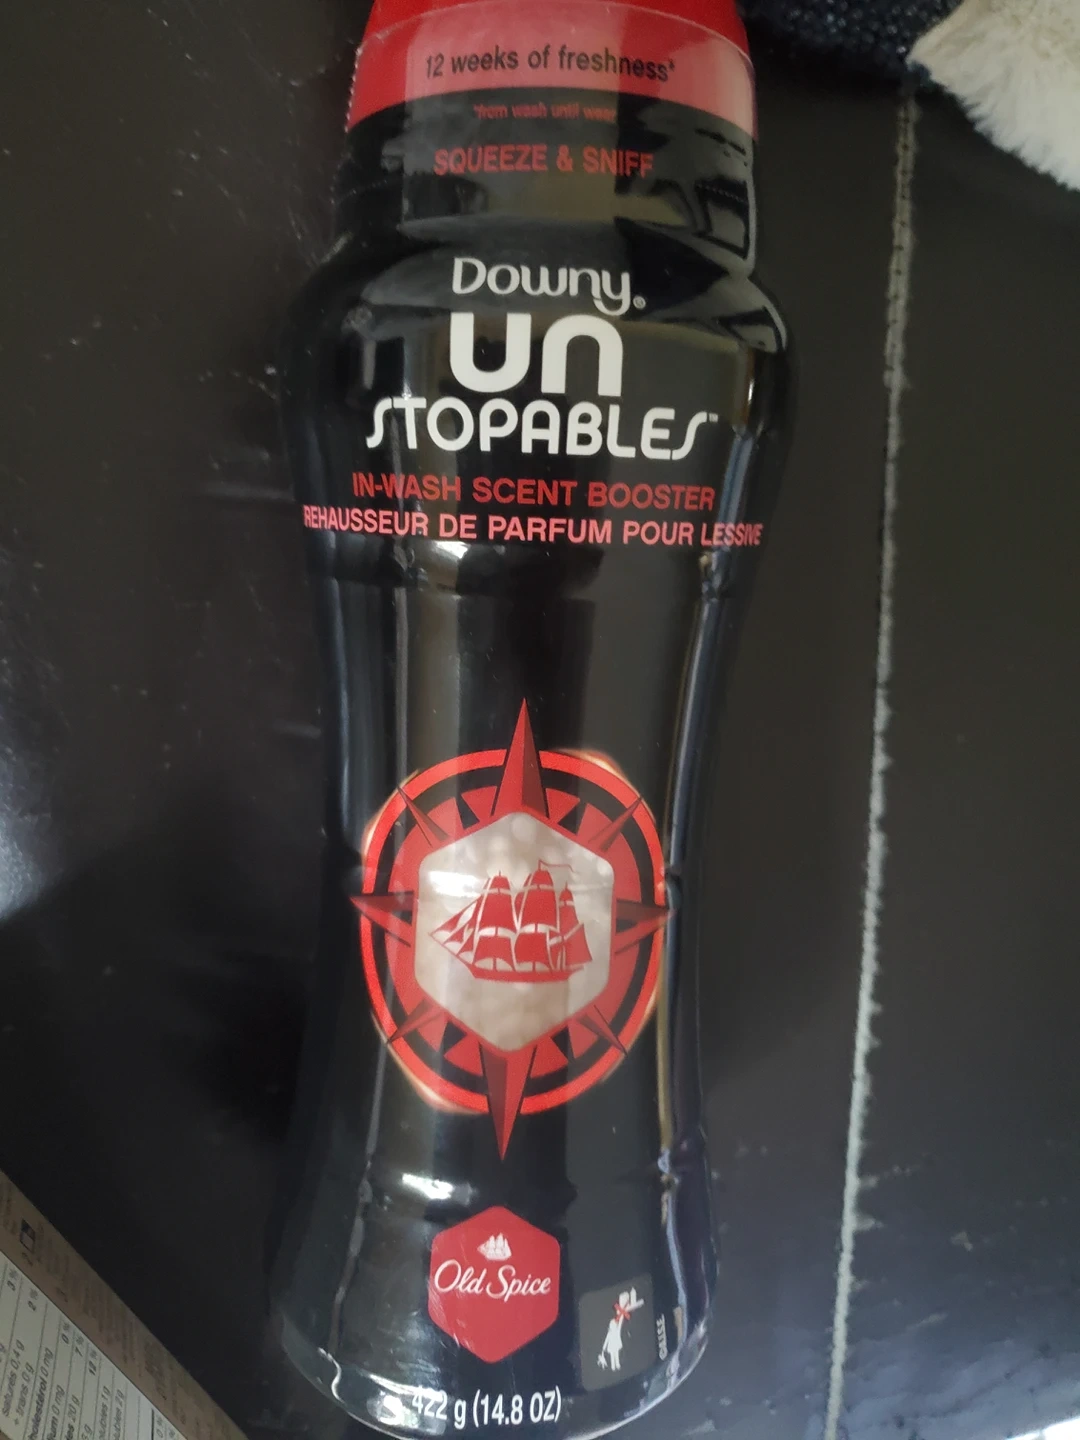 12 weeks of freshness*
*from wash until wear
SQUEEZE & SNIFF
Downy®
Un
STOPABLES™
IN-WASH SCENT BOOSTER
REHAUSSEUR DE PARFUM POUR LESSIVE
Old Spice
422 g (14.8 OZ)